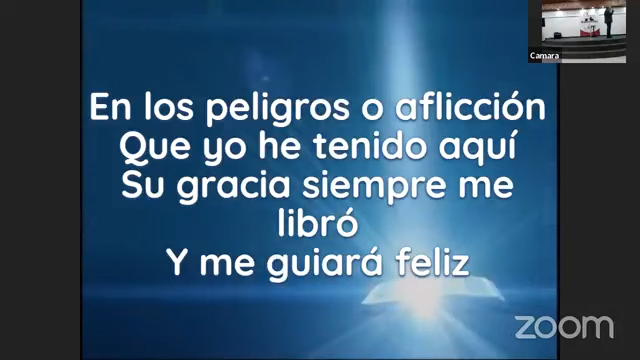 Camara
En los peligros o aflicción
Que yo he tenido aquí
Su gracia siempre me
libró
Y me guiará feliz
zoom